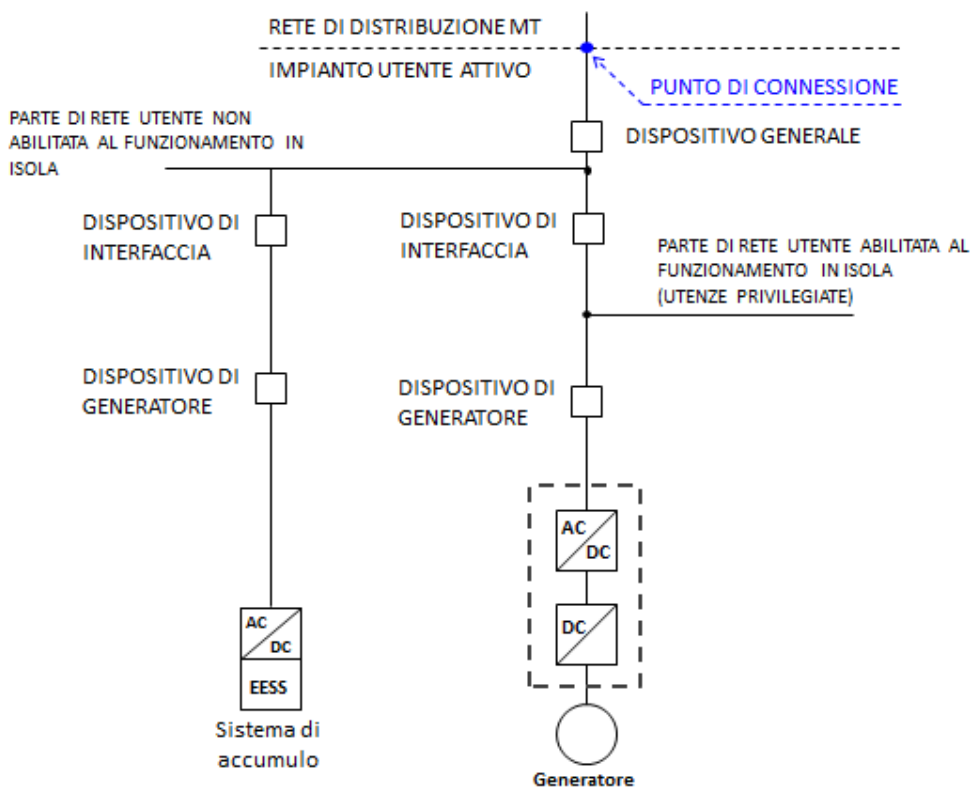 RETE DI DISTRIBUZIONE MT
IMPIANTO UTENTE ATTIVO
PUNTO DI CONNESSIONE
PARTE DI RETE UTENTE NON
ABILITATA AL FUNZIONAMENTO IN
ISOLA
DISPOSITIVO GENERALE
DISPOSITIVO DI
INTERFACCIA
DISPOSITIVO DI
INTERFACCIA
PARTE DI RETE UTENTE ABILITATA AL
FUNZIONAMENTO IN ISOLA
(UTENZE PRIVILEGIATE)
DISPOSITIVO DI
GENERATORE
DISPOSITIVO DI
GENERATORE
AC
DC
DC
AC
DC
EESS
Sistema di
accumulo
Generatore